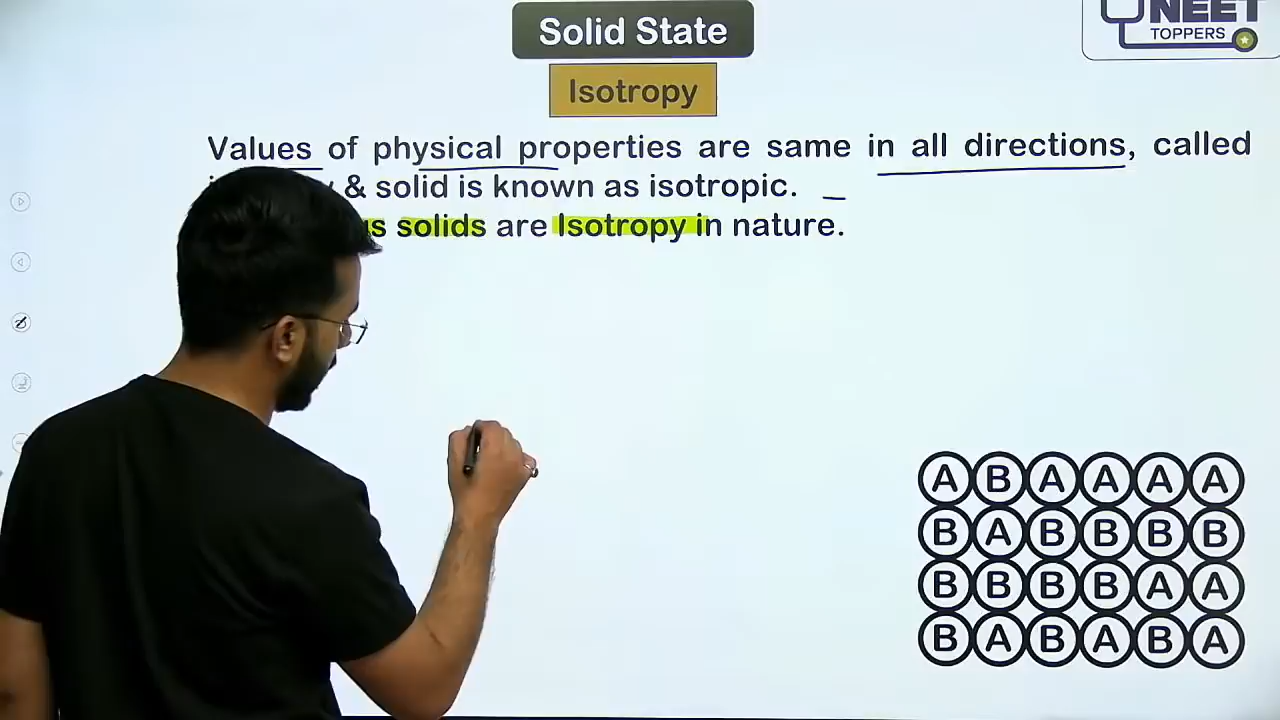 NEET
TOPPERS
Solid State
Isotropy
Values of physical properties are same in all directions, called
& solid is known as isotropic.
solids are Isotropy in nature.
A B A A A A
B A B B B B
B B B B A A
B A B A B A